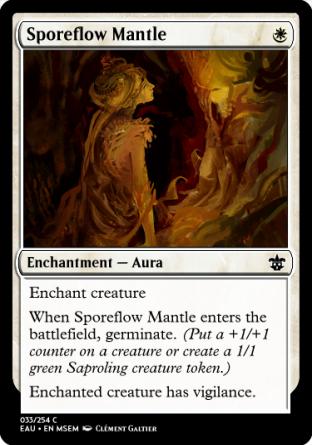 Sporeflow Mantle
Enchantment — Aura
Enchant creature
When Sporeflow Mantle enters the
battlefield, germinate. (Put a +1/+1
counter on a creature or create a 1/1
green Saproling creature token.)
Enchanted creature has vigilance.
033/254 C
EAU • EN MSEM Clément Galtier